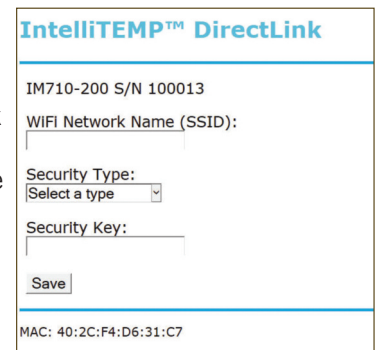 IntelliTEMP™ DirectLink
IM710-200 S/N 100013
WiFi Network Name (SSID):
Security Type:
Select a type
Security Key:
Save
MAC: 40:2C:F4:D6:31:C7